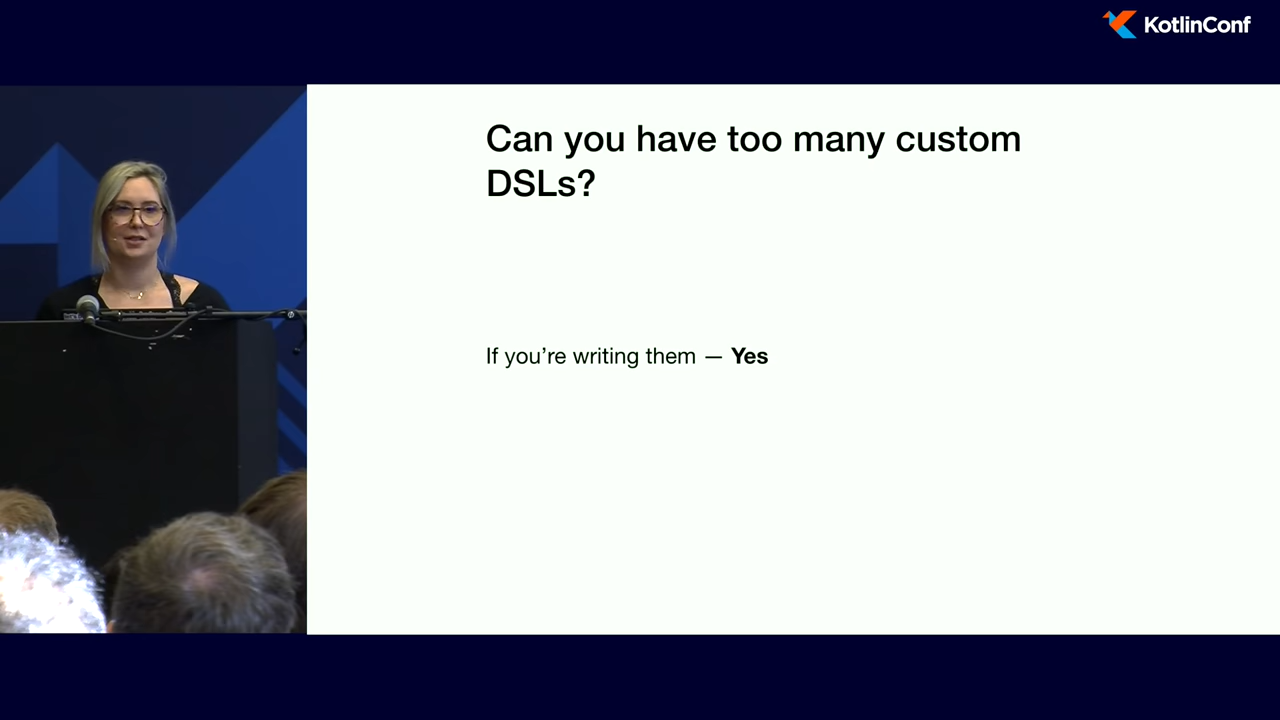 KotlinConf
Can you have too many custom
DSLs?
If you're writing them — Yes